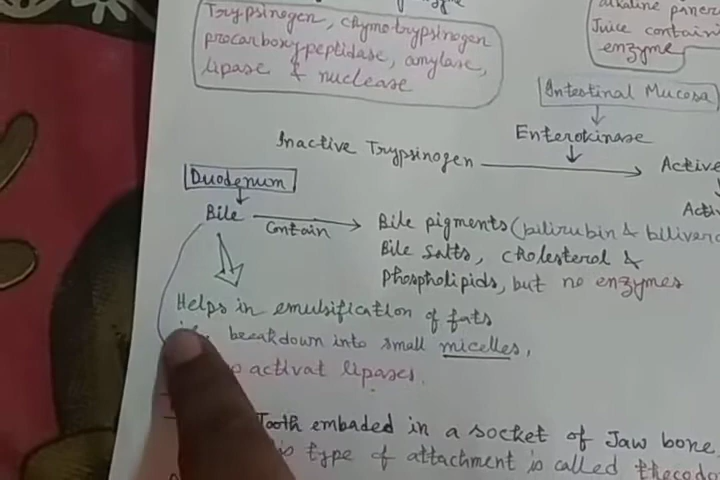 Trypsinogen, chymotrypsinogen
procarboxypeptidase, amylase,
lipase & nuclease
Juice contain
enzyme
Intestinal Mucosa
Enterokinase
Inactive Trypsinogen
Active
Duodenum
Bile
Contain
Bile pigments (bilirubin &
Bile Salts, cholesterol &
Phospholipids, but no enzymes
Helps in emulsification of fats
breakdown into small micelles,
activat lipases.
Tooth embaded in a socket of Jaw bone
type of attachment is called